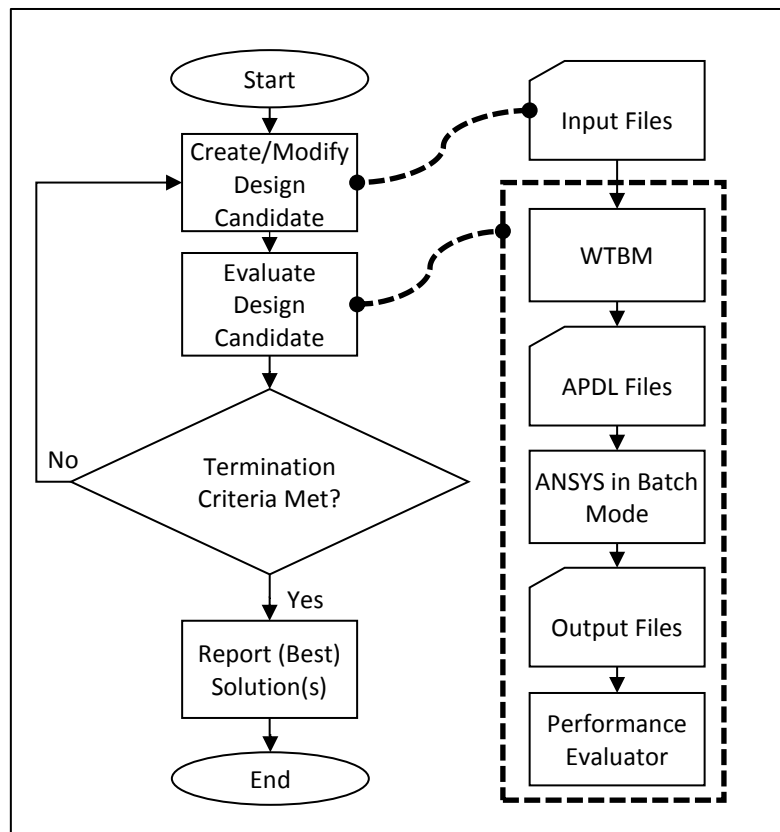 Start
Create/Modify
Design
Candidate
Evaluate
Design
Candidate
No
Termination
Criteria Met?
Yes
Report (Best)
Solution(s)
End
Input Files
WTBM
APDL Files
ANSYS in Batch
Mode
Output Files
Performance
Evaluator